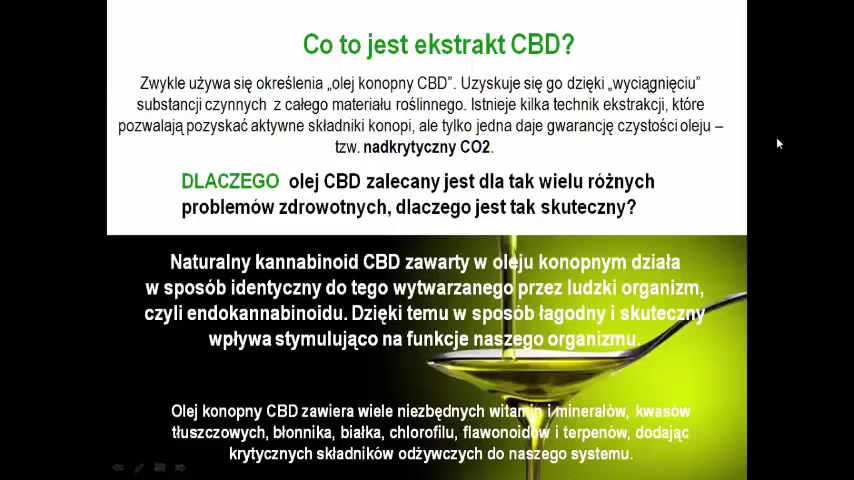 Co to jest ekstrakt CBD?
Zwykle używa się określenia „olej konopny CBD”. Uzyskuje się go dzięki „wyciągnięciu”
substancji czynnych z całego materiału roślinnego. Istnieje kilka technik ekstrakcji, które
pozwalają pozyskać aktywne składniki konopi, ale tylko jedna daje gwarancję czystości oleju –
tzw. nadkrytyczny CO2.
DLACZEGO olej CBD zalecany jest dla tak wielu różnych
problemów zdrowotnych, dlaczego jest tak skuteczny?
Naturalny kannabinoid CBD zawarty w oleju konopnym działa
w sposób identyczny do tego wytwarzanego przez ludzki organizm,
czyli endokannabinoidu. Dzięki temu w sposób łagodny i skuteczny
wpływa stymulująco na funkcje naszego organizmu.
Olej konopny CBD zawiera wiele niezbędnych witamin i minerałów, kwasów
tłuszczowych, błonnika, białka, chlorofilu, flawonoidów i terpenów, dodając
krytycznych składników odżywczych do naszego systemu.